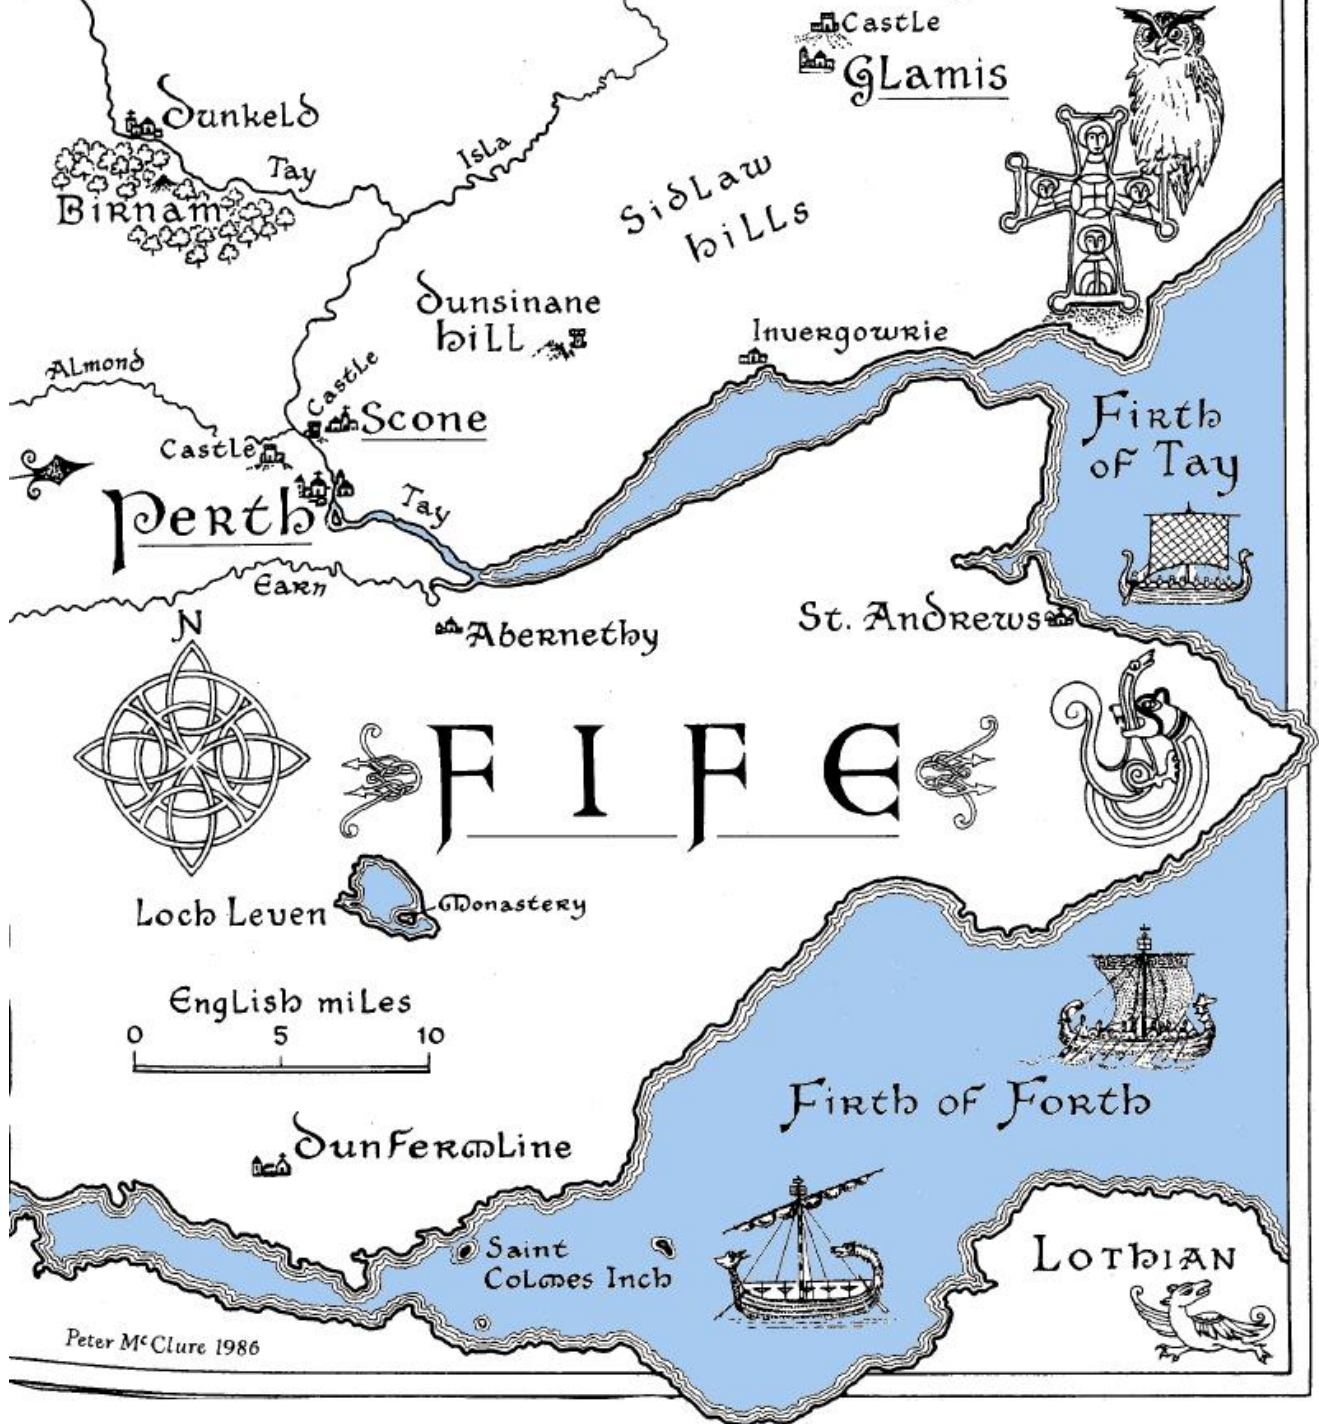 Castle
Glamis
Dunkeld
Isla
Tay
Birnam
Sidlaw
hills
Dunsinane
hill
Invergowrie
Almond
Castle
Firth
of Tay
Scone
Castle
Perth
Tay
Earn
N
St. Andrews
Abernethy
FIFE
Loch Leven
Monastery
English miles
0 5 10
Firth of Forth
Dunfermline
Saint
Colmes Inch
Lothian
Peter McClure 1986